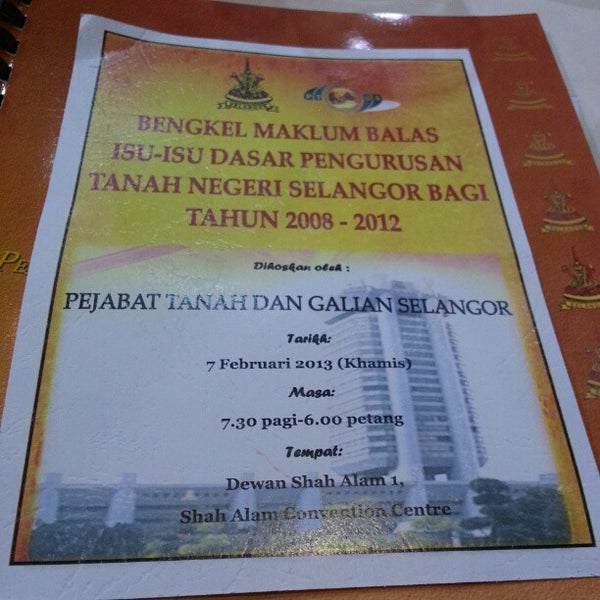 BENGKEL MAKLUM BALAS
ISU-ISU DASAR PENGURUSAN
TANAH NEGERI SELANGOR BAGI
TAHUN 2008 - 2012
Dihoskan oleh :
PEJABAT TANAH DAN GALIAN SELANGOR
Tarikh:
7 Februari 2013 (Khamis)
Masa:
7.30 pagi-6.00 petang
Tempat:
Dewan Shah Alam 1,
Shah Alam Convention Centre